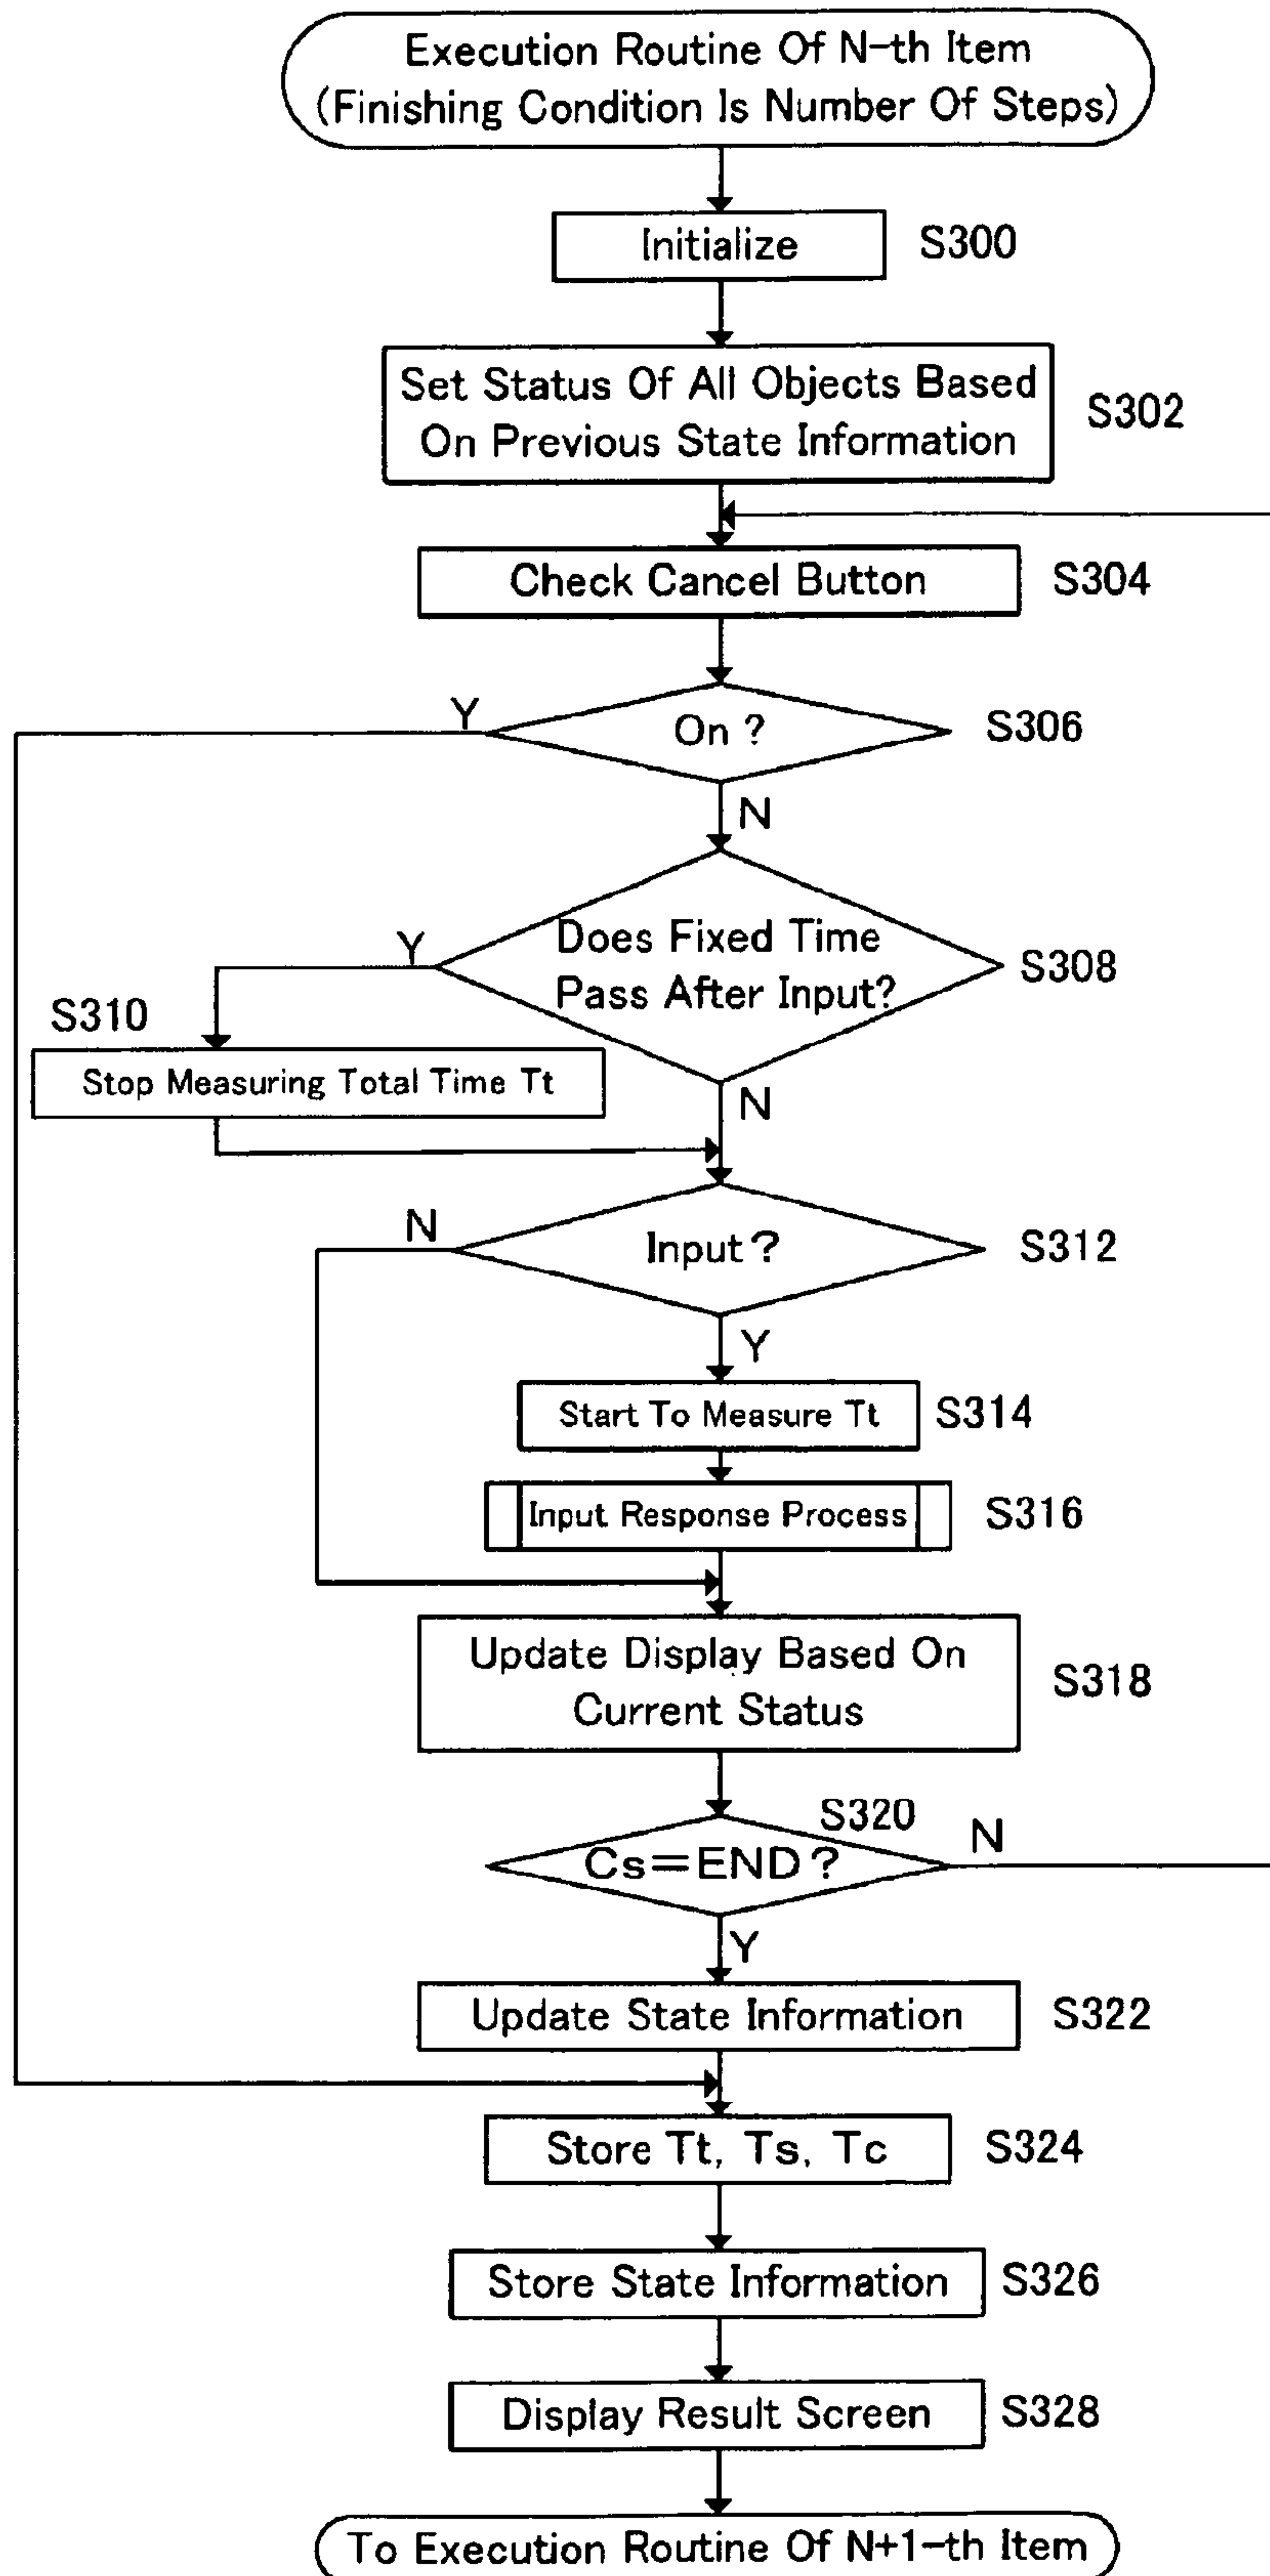 Execution Routine Of N-th Item
(Finishing Condition Is Number Of Steps)
Initialize
S300
Set Status Of All Objects Based
On Previous State Information
S302
Check Cancel Button
S304
Y
On ?
S306
N
Y
Does Fixed Time
Pass After Input?
S308
S310
Stop Measuring Total Time Tt
N
N
Input ?
S312
Y
Start To Measure Tt
S314
Input Response Process
S316
Update Display Based On
Current Status
S318
S320
N
Cs=END ?
Y
Update State Information
S322
Store Tt, Ts, Tc
S324
Store State Information
S326
Display Result Screen
S328
To Execution Routine Of N+1-th Item